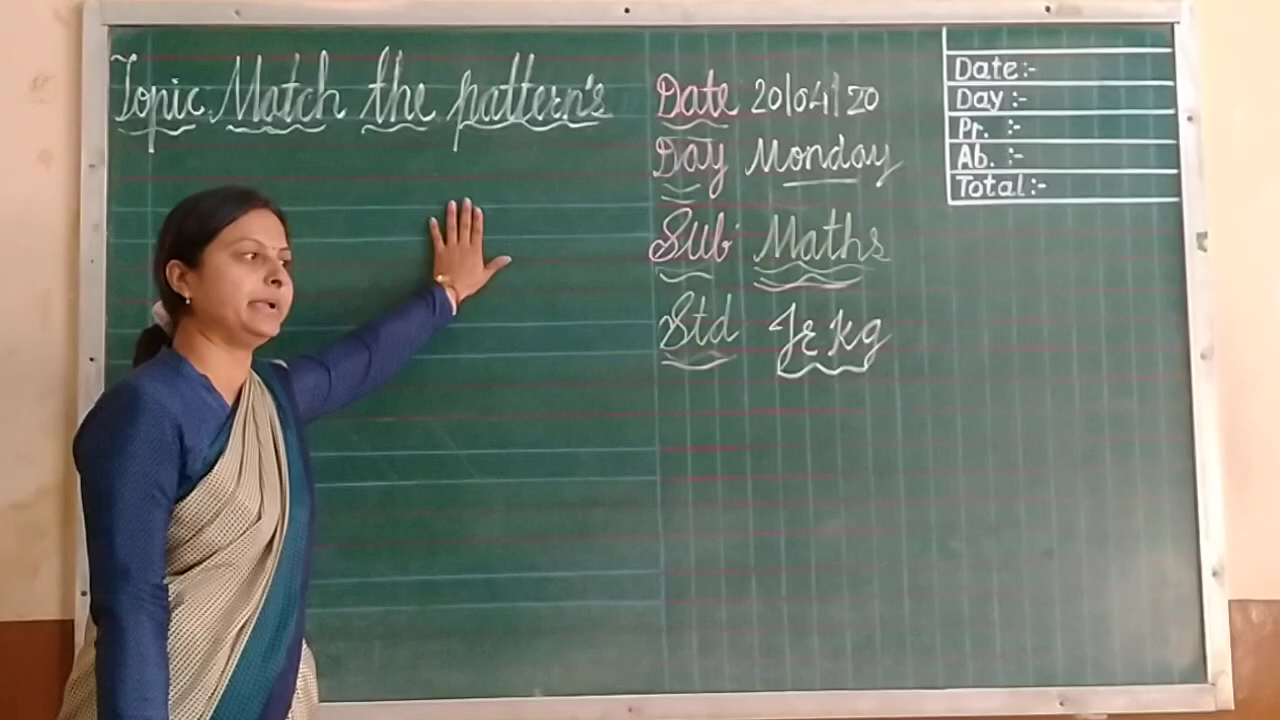 Topic: Match the pattern's
Date 20/04/20
Day Monday
Sub: Maths
Std Jr kg
Date:-
Day :-
Pr. :-
Ab. :-
Total:-